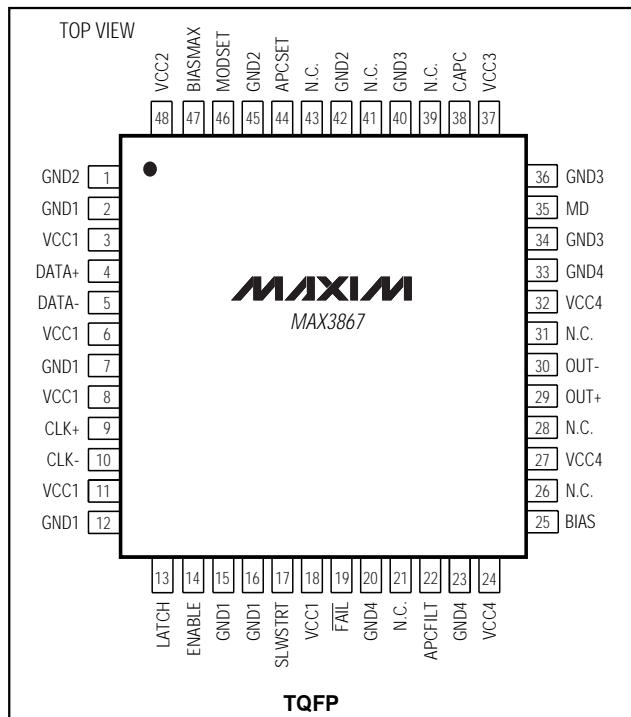 TOP VIEW
VCC2
BIASMAX
MODSET
GND2
APCSET
N.C.
GND2
N.C.
GND3
N.C.
CAPC
VCC3
48 47 46 45 44 43 42 41 40 39 38 37
GND2 1
GND1 2
VCC1 3
DATA+ 4
DATA- 5
VCC1 6
GND1 7
VCC1 8
CLK+ 9
CLK- 10
VCC1 11
GND1 12
MAXIM
MAX3867
36 GND3
35 MD
34 GND3
33 GND4
32 VCC4
31 N.C.
30 OUT-
29 OUT+
28 N.C.
27 VCC4
26 N.C.
25 BIAS
13 14 15 16 17 18 19 20 21 22 23 24
LATCH
ENABLE
GND1
GND1
SLWSTRT
VCC1
FAIL
GND4
N.C.
APCFILT
GND4
VCC4
TQFP